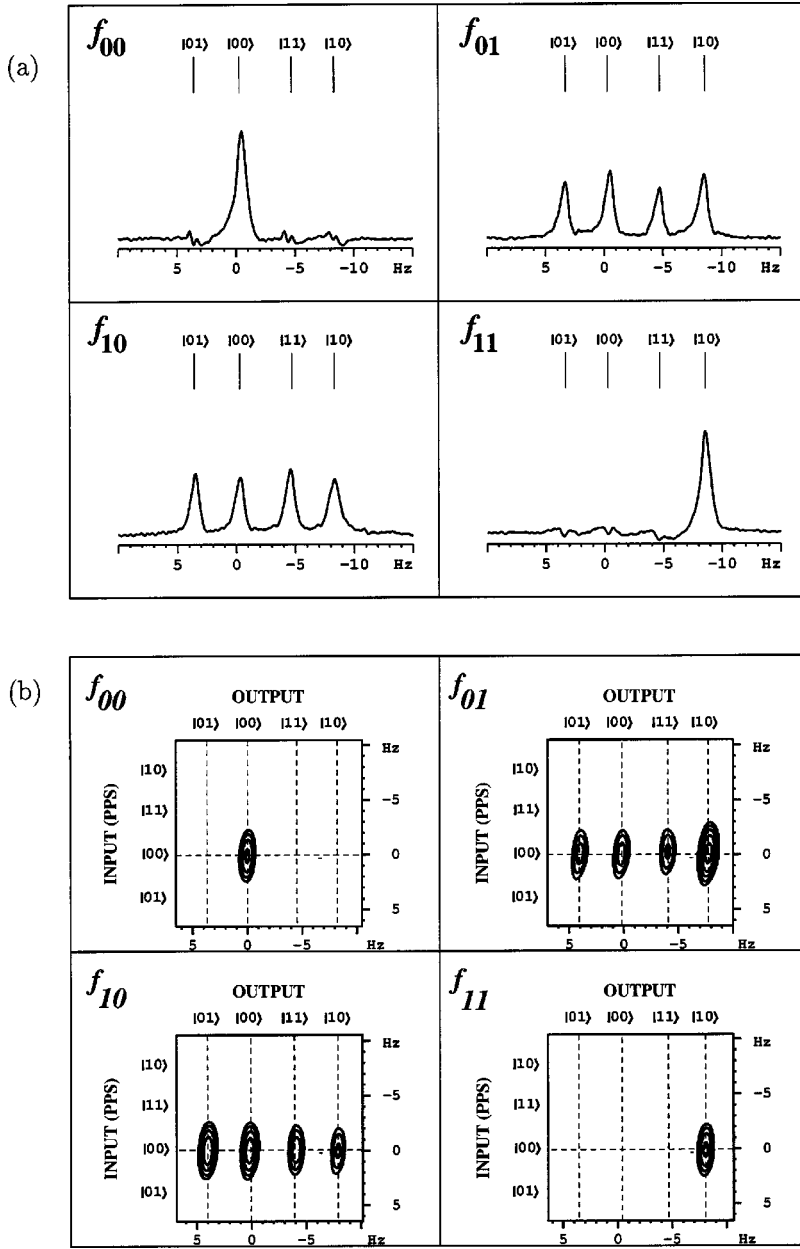 (a)
f00
|01⟩ |00⟩ |11⟩ |10⟩
5 0 -5 -10 Hz
f01
|01⟩ |00⟩ |11⟩ |10⟩
5 0 -5 -10 Hz
f10
|01⟩ |00⟩ |11⟩ |10⟩
5 0 -5 -10 Hz
f11
|01⟩ |00⟩ |11⟩ |10⟩
5 0 -5 -10 Hz
(b)
f00
OUTPUT
|01⟩ |00⟩ |11⟩ |10⟩
INPUT (PPS)
|10⟩
|11⟩
|00⟩
|01⟩
Hz
-5
0
5
5 0 -5 Hz
f01
OUTPUT
|01⟩ |00⟩ |11⟩ |10⟩
INPUT (PPS)
|10⟩
|11⟩
|00⟩
|01⟩
Hz
-5
0
5
5 0 -5 Hz
f10
OUTPUT
|01⟩ |00⟩ |11⟩ |10⟩
INPUT (PPS)
|10⟩
|11⟩
|00⟩
|01⟩
Hz
-5
0
5
5 0 -5 Hz
f11
OUTPUT
|01⟩ |00⟩ |11⟩ |10⟩
INPUT (PPS)
|10⟩
|11⟩
|00⟩
|01⟩
Hz
-5
0
5
5 0 -5 Hz